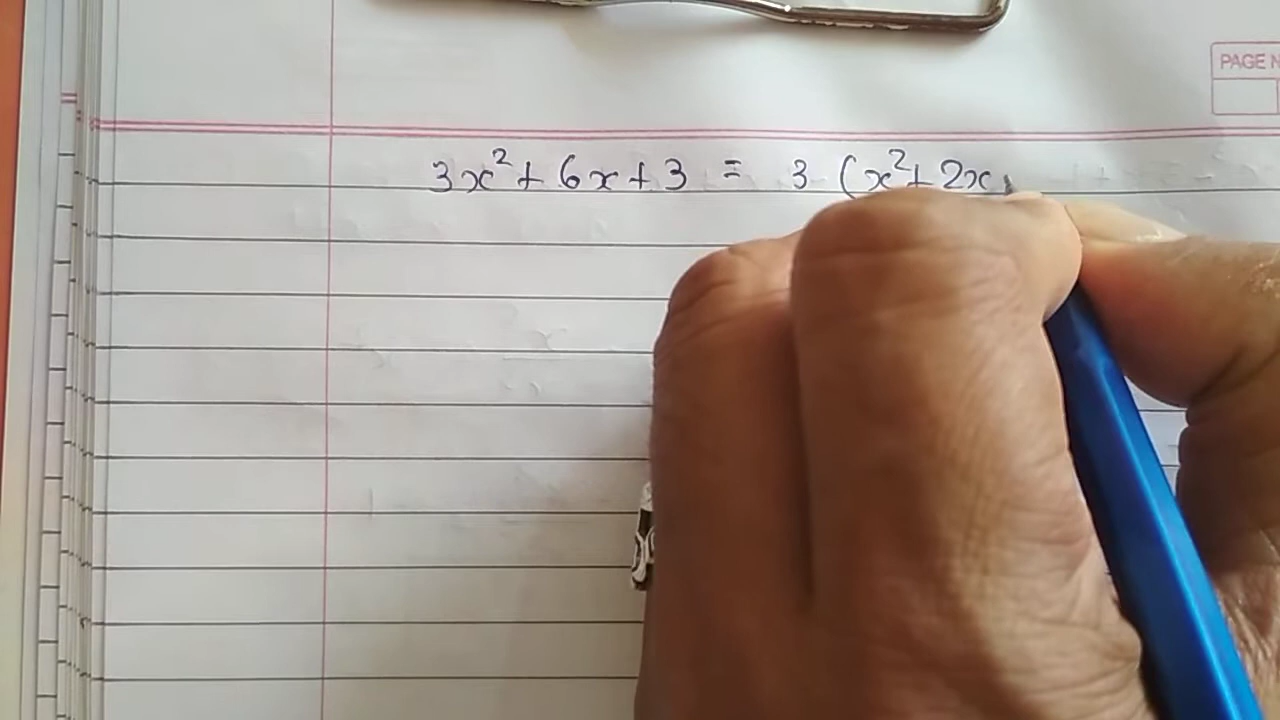 PAGE N
3x² + 6x + 3 = 3 (x² + 2x